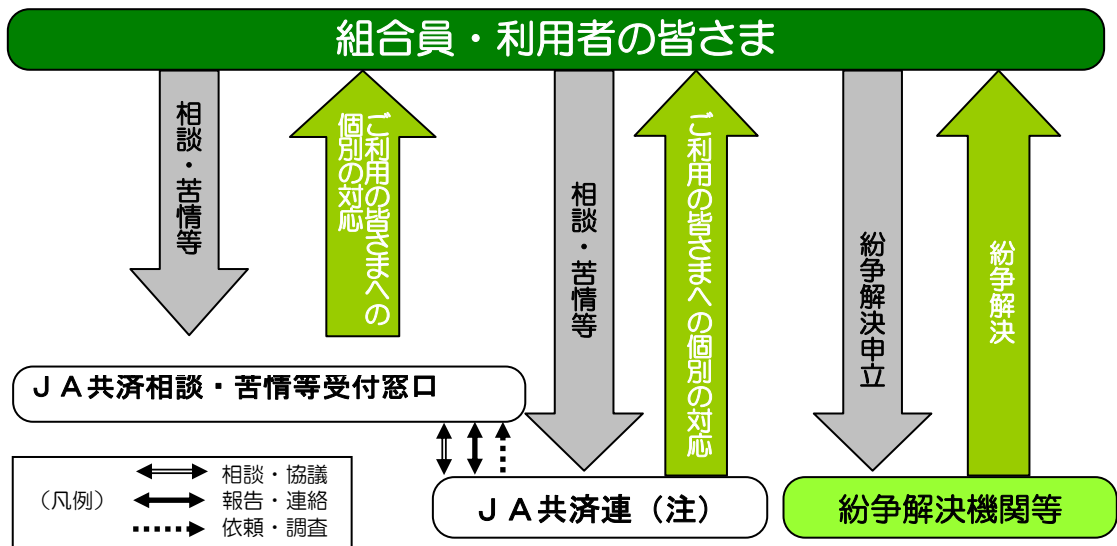 組合員・利用者の皆さま
相談・苦情等
ご利用の皆さまへの
個別の対応
相談・苦情等
ご利用の皆さまへの個別の対応
紛争解決申立
紛争解決
ＪＡ共済相談・苦情等受付窓口
（凡例）
相談・協議
報告・連絡
依頼・調査
ＪＡ共済連（注）
紛争解決機関等